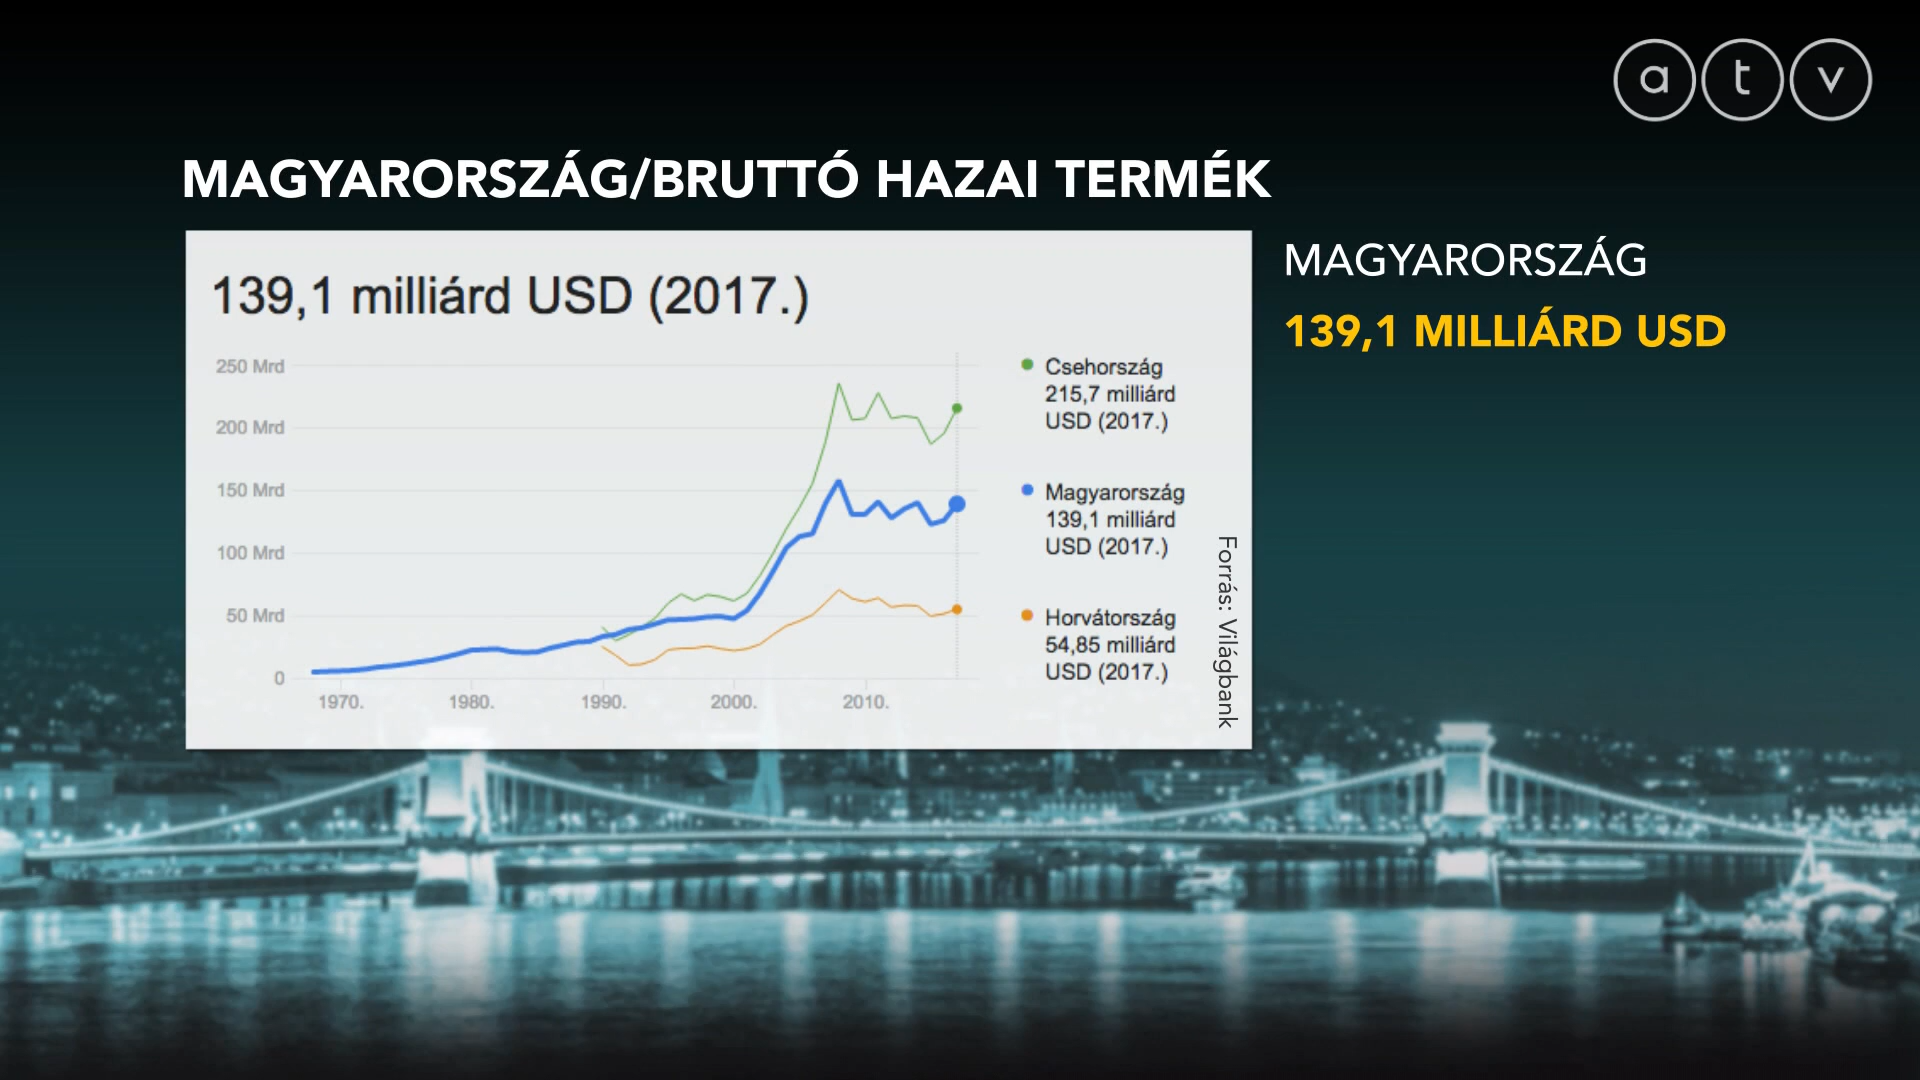 atv
MAGYARORSZÁG/BRUTTÓ HAZAI TERMÉK
139,1 milliárd USD (2017.)
250 Mrd
200 Mrd
150 Mrd
100 Mrd
50 Mrd
0
1970.
1980.
1990.
2000.
2010.
Csehország
215,7 milliárd
USD (2017.)
Magyarország
139,1 milliárd
USD (2017.)
Horvátország
54,85 milliárd
USD (2017.)
Forrás: Világbank
MAGYARORSZÁG
139,1 MILLIÁRD USD